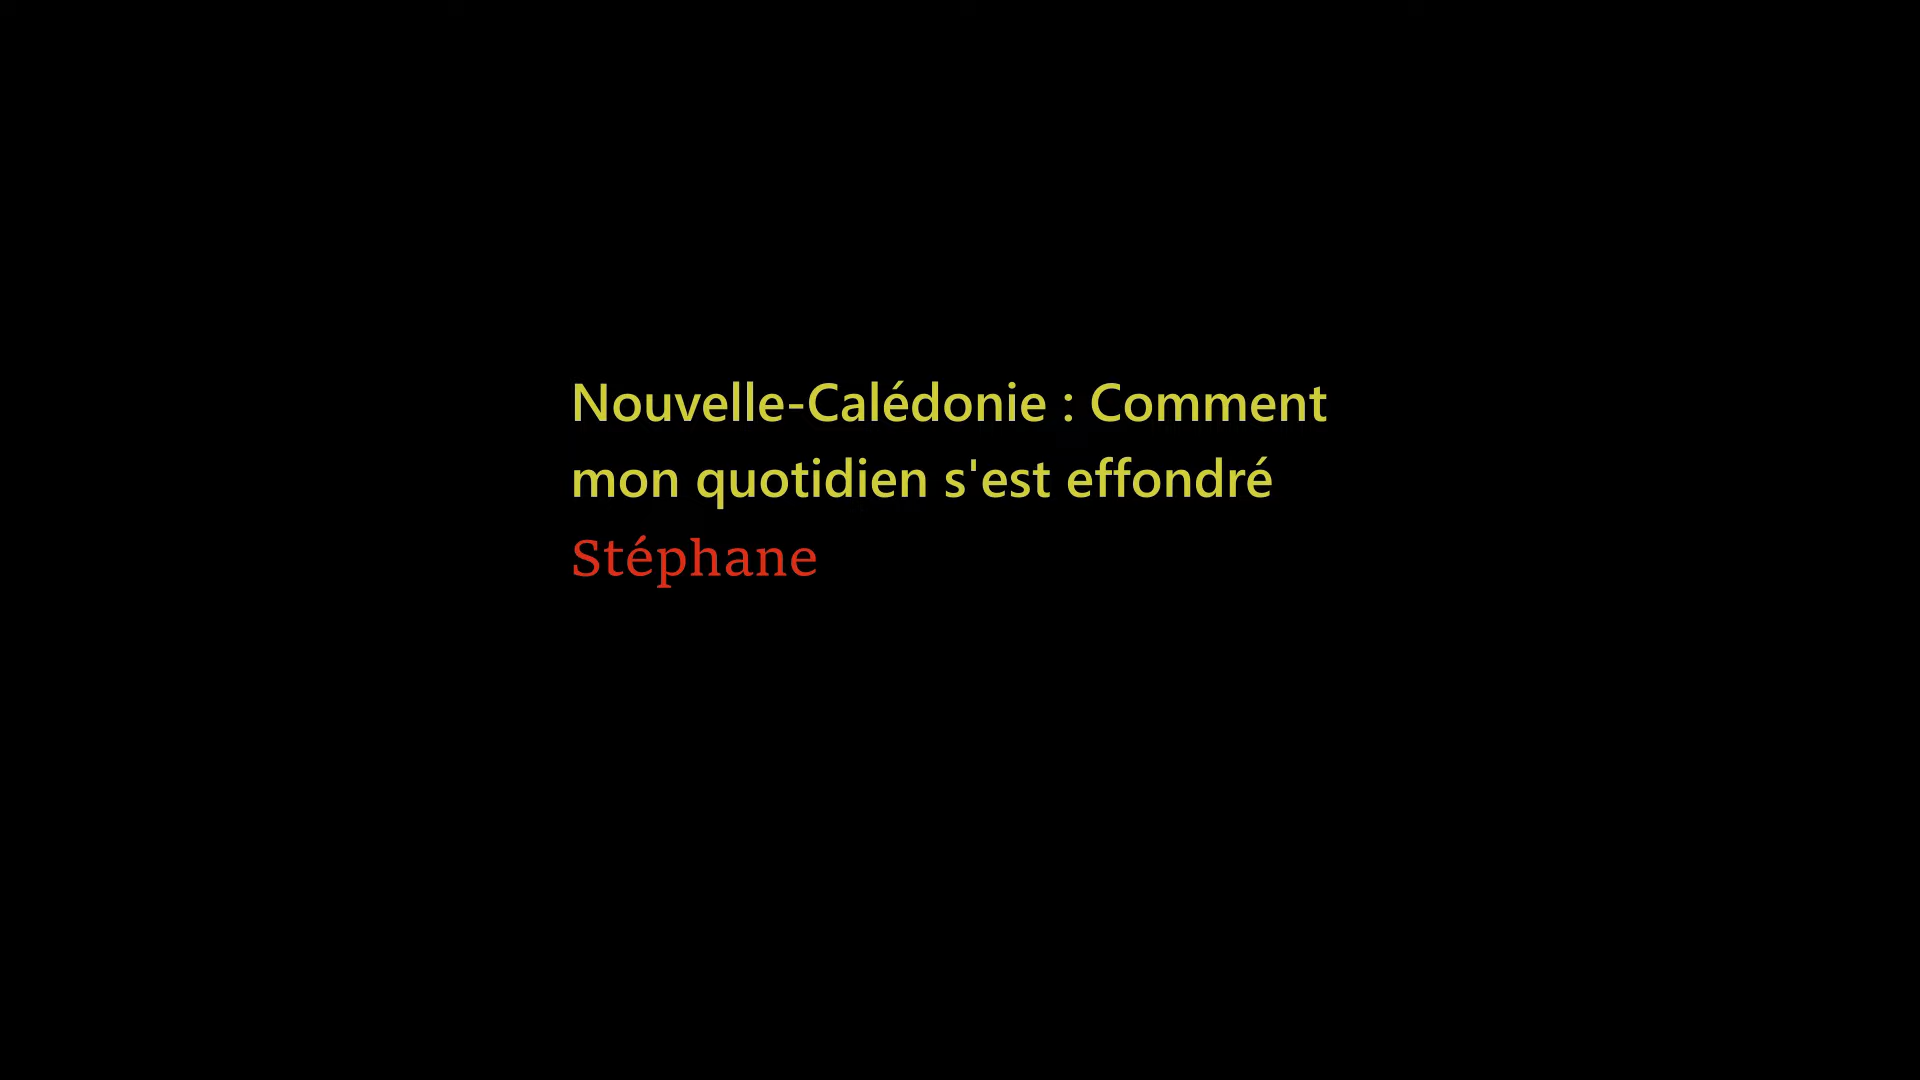 Nouvelle-Calédonie : Comment
mon quotidien s'est effondré
Stéphane